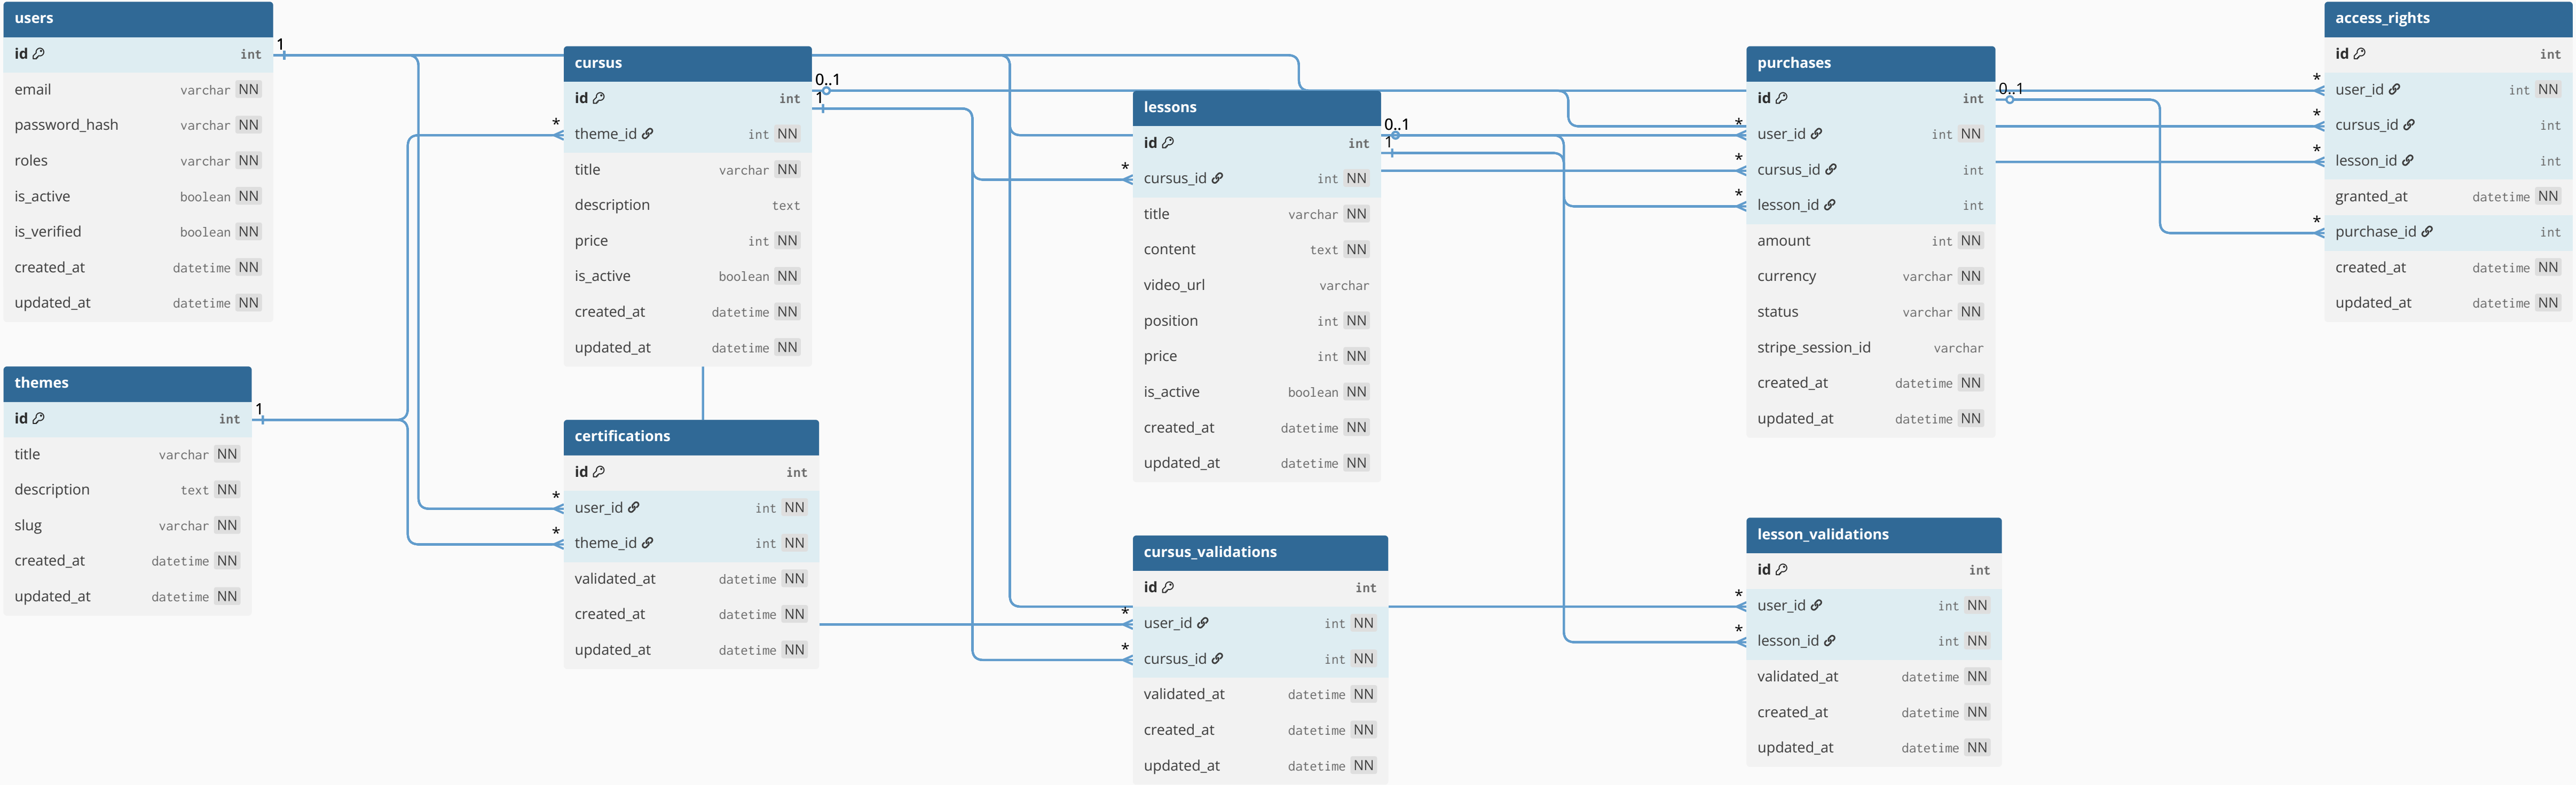 users
id int
email varchar NN
password_hash varchar NN
roles varchar NN
is_active boolean NN
is_verified boolean NN
created_at datetime NN
updated_at datetime NN
1
themes
id int
title varchar NN
description text NN
slug varchar NN
created_at datetime NN
updated_at datetime NN
1
cursus
id int
theme_id int NN
title varchar NN
description text
price int NN
is_active boolean NN
created_at datetime NN
updated_at datetime NN
*
0..1
1
certifications
id int
user_id int NN
theme_id int NN
validated_at datetime NN
created_at datetime NN
updated_at datetime NN
*
*
lessons
id int
cursus_id int NN
title varchar NN
content text NN
video_url varchar
position int NN
price int NN
is_active boolean NN
created_at datetime NN
updated_at datetime NN
*
0..1
1
cursus_validations
id int
user_id int NN
cursus_id int NN
validated_at datetime NN
created_at datetime NN
updated_at datetime NN
*
*
purchases
id int
user_id int NN
cursus_id int
lesson_id int
amount int NN
currency varchar NN
status varchar NN
stripe_session_id varchar
created_at datetime NN
updated_at datetime NN
*
*
*
0..1
lesson_validations
id int
user_id int NN
lesson_id int NN
validated_at datetime NN
created_at datetime NN
updated_at datetime NN
*
*
access_rights
id int
user_id int NN
cursus_id int
lesson_id int
granted_at datetime NN
purchase_id int
created_at datetime NN
updated_at datetime NN
*
*
*
*